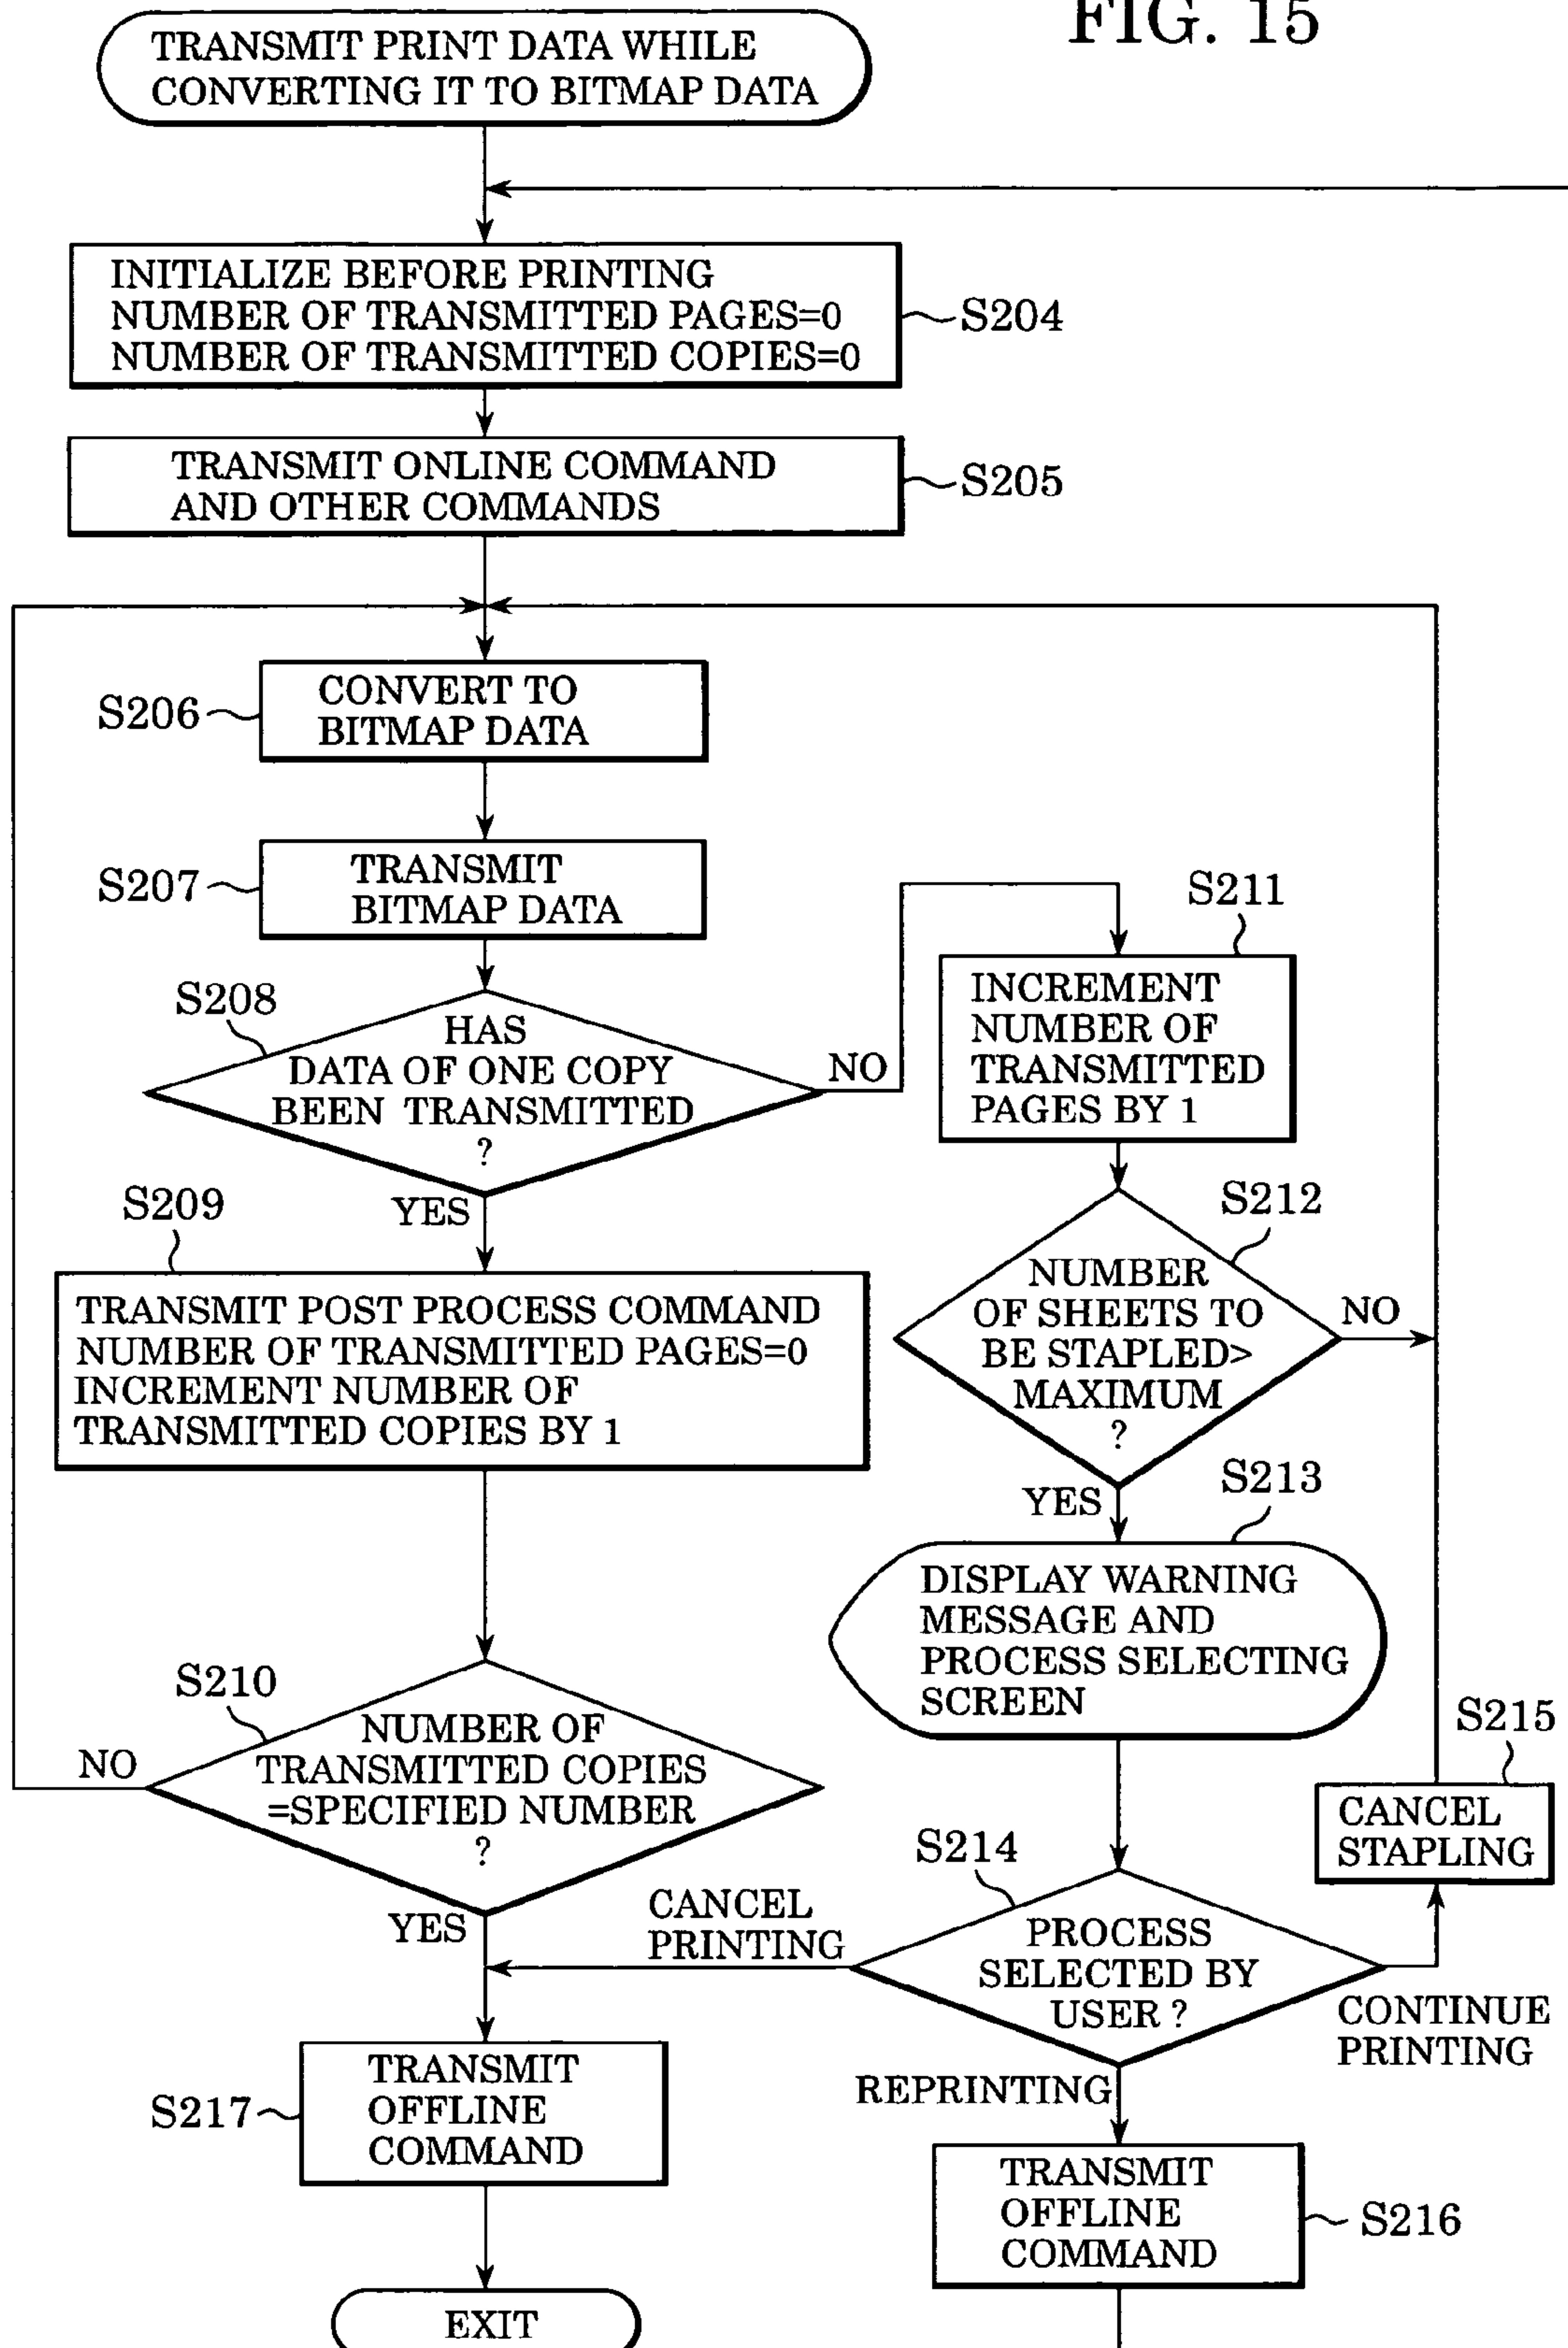 FIG. 15
TRANSMIT PRINT DATA WHILE
CONVERTING IT TO BITMAP DATA
INITIALIZE BEFORE PRINTING
NUMBER OF TRANSMITTED PAGES=0
NUMBER OF TRANSMITTED COPIES=0
S204
TRANSMIT ONLINE COMMAND
AND OTHER COMMANDS
S205
S206
CONVERT TO
BITMAP DATA
S207
TRANSMIT
BITMAP DATA
S208
HAS
DATA OF ONE COPY
BEEN TRANSMITTED
?
NO
YES
S211
INCREMENT
NUMBER OF
TRANSMITTED
PAGES BY 1
S209
TRANSMIT POST PROCESS COMMAND
NUMBER OF TRANSMITTED PAGES=0
INCREMENT NUMBER OF
TRANSMITTED COPIES BY 1
S212
NUMBER
OF SHEETS TO
BE STAPLED>
MAXIMUM
?
NO
YES
S213
DISPLAY WARNING
MESSAGE AND
PROCESS SELECTING
SCREEN
S210
NUMBER OF
TRANSMITTED COPIES
=SPECIFIED NUMBER
?
NO
YES
S215
CANCEL
STAPLING
S214
PROCESS
SELECTED BY
USER ?
CANCEL
PRINTING
CONTINUE
PRINTING
REPRINTING
S217
TRANSMIT
OFFLINE
COMMAND
TRANSMIT
OFFLINE
COMMAND
S216
EXIT